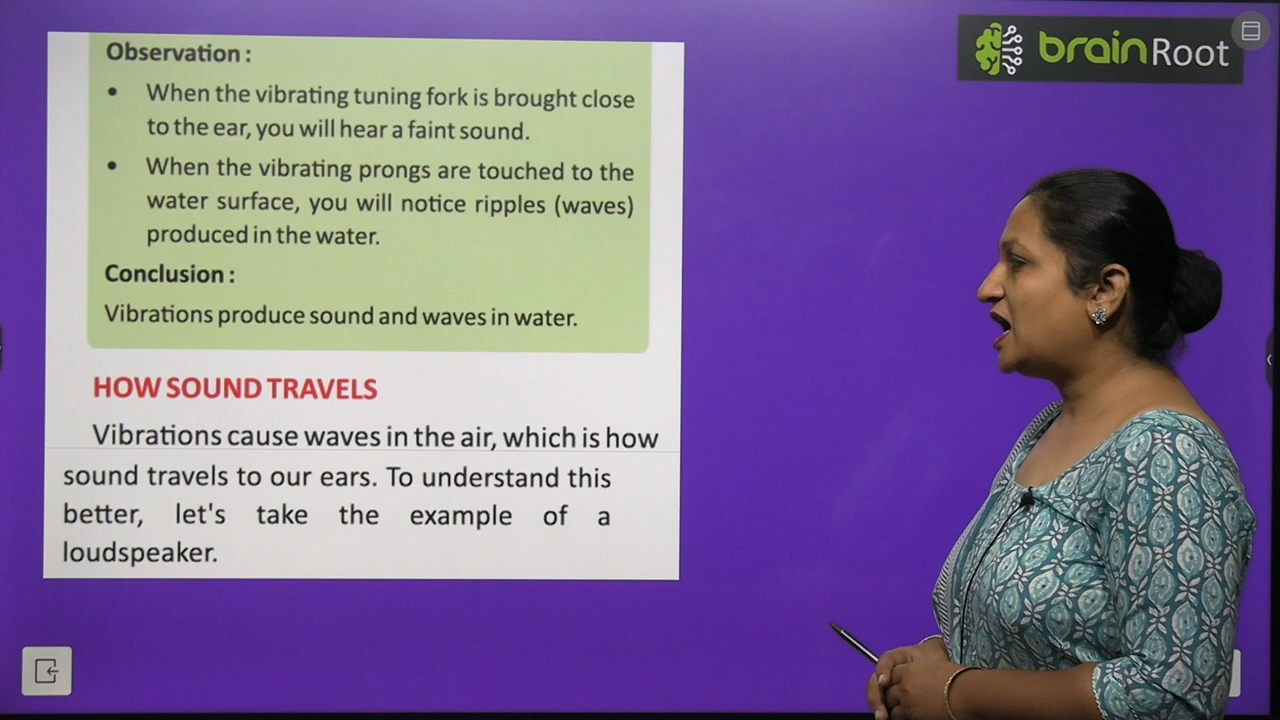 Observation :
• When the vibrating tuning fork is brought close
to the ear, you will hear a faint sound.
• When the vibrating prongs are touched to the
water surface, you will notice ripples (waves)
produced in the water.
Conclusion :
Vibrations produce sound and waves in water.
HOW SOUND TRAVELS
Vibrations cause waves in the air, which is how
sound travels to our ears. To understand this
better, let's take the example of a
loudspeaker.
brainRoot